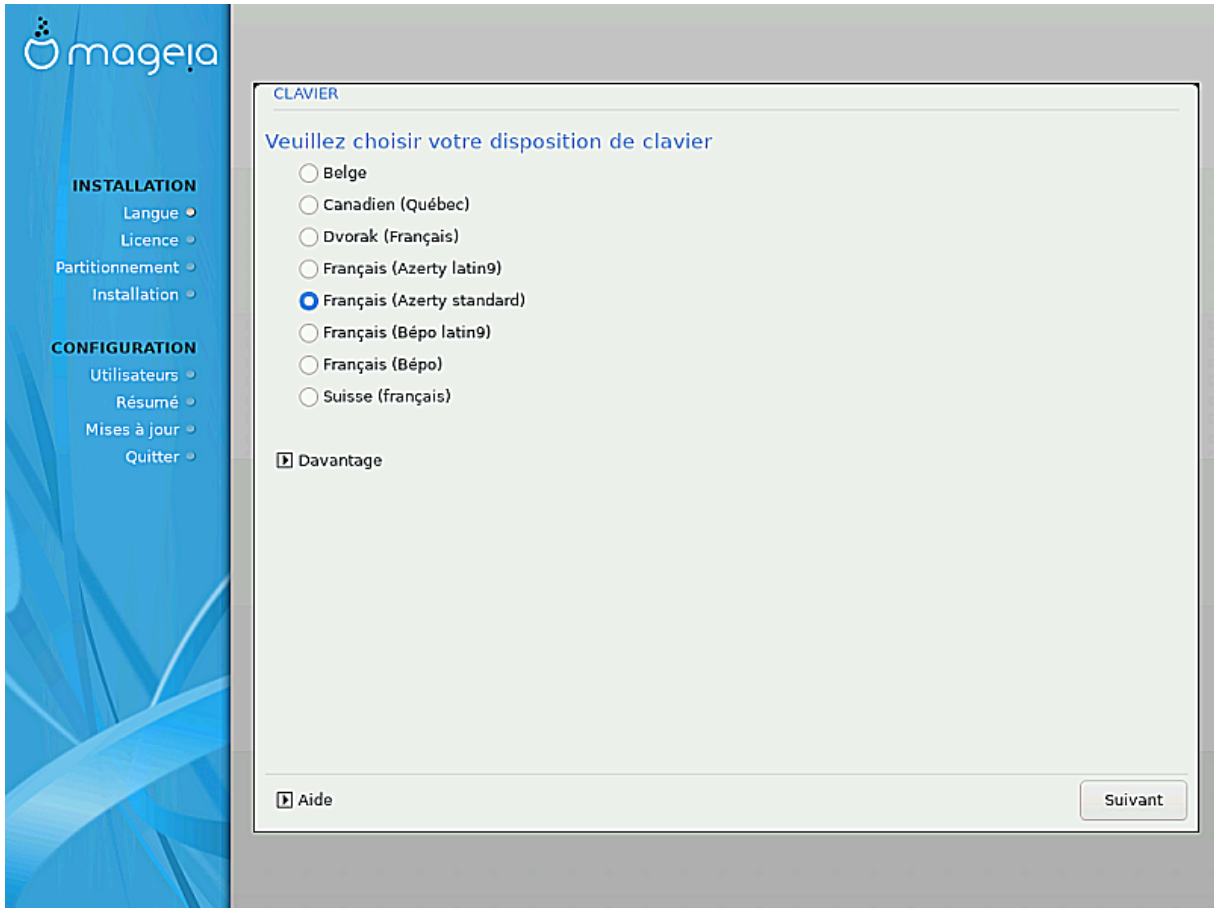 mageia
INSTALLATION
Langue
Licence
Partitionnement
Installation
CONFIGURATION
Utilisateurs
Résumé
Mises à jour
Quitter
CLAVIER
Veuillez choisir votre disposition de clavier
Belge
Canadien (Québec)
Dvorak (Français)
Français (Azerty latin9)
Français (Azerty standard)
Français (Bépo latin9)
Français (Bépo)
Suisse (français)
Davantage
Aide
Suivant